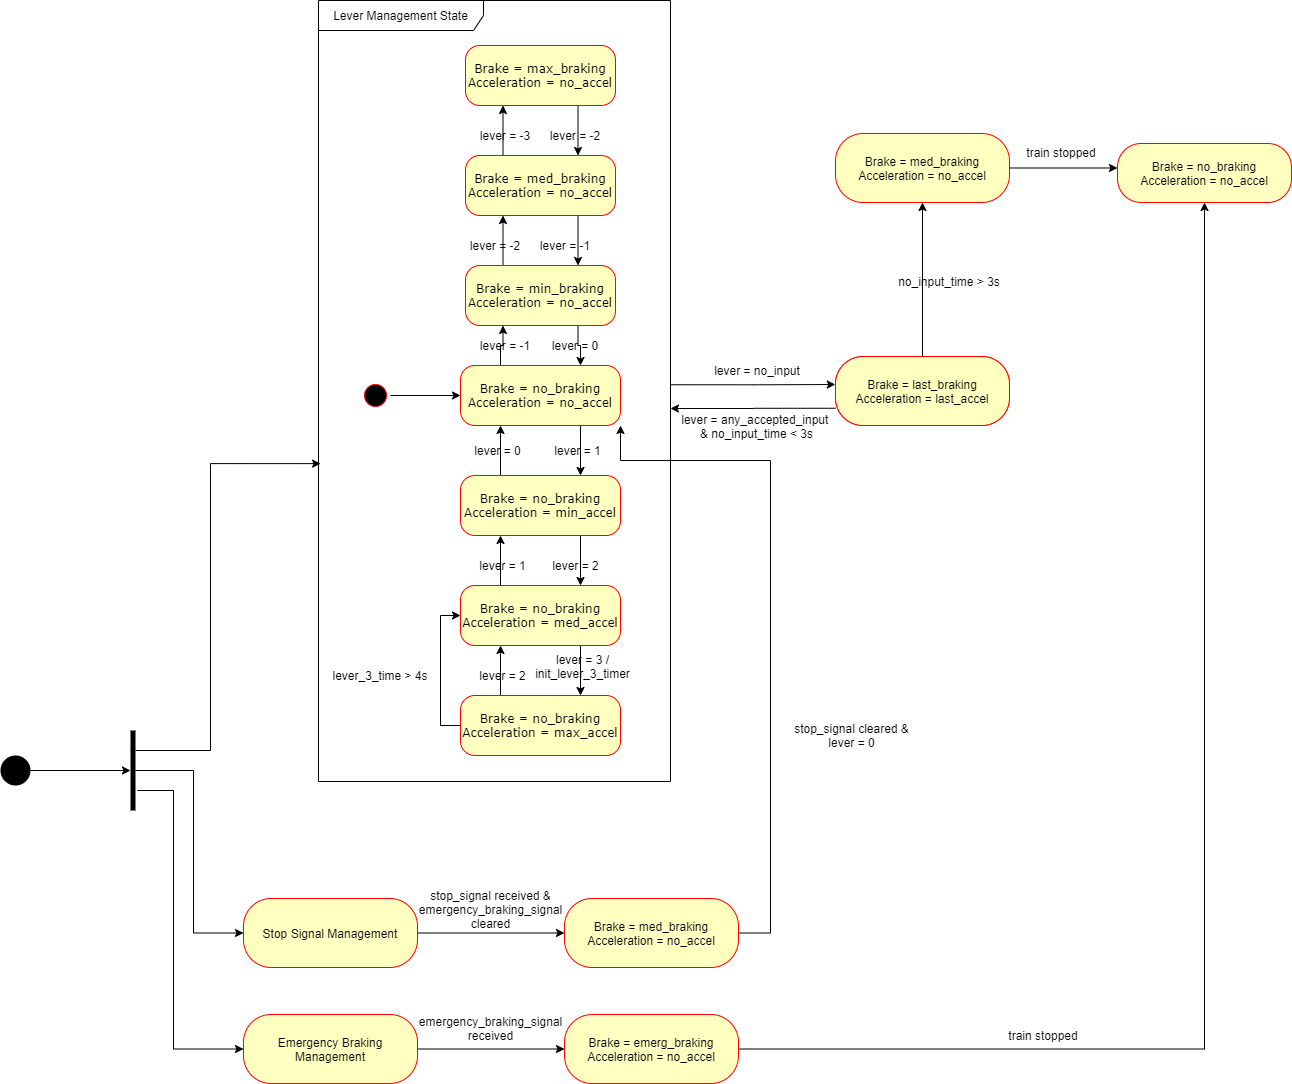 Lever Management State
Brake = max_braking
Acceleration = no_accel
lever = -3
lever = -2
Brake = med_braking
Acceleration = no_accel
lever = -2
lever = -1
Brake = min_braking
Acceleration = no_accel
lever = -1
lever = 0
Brake = no_braking
Acceleration = no_accel
lever = 0
lever = 1
Brake = no_braking
Acceleration = min_accel
lever = 1
lever = 2
Brake = no_braking
Acceleration = med_accel
lever_3_time > 4s
lever = 2
lever = 3 /
init_lever_3_timer
Brake = no_braking
Acceleration = max_accel
lever = no_input
lever = any_accepted_input
& no_input_time < 3s
Brake = last_braking
Acceleration = last_accel
no_input_time > 3s
Brake = med_braking
Acceleration = no_accel
train stopped
Brake = no_braking
Acceleration = no_accel
stop_signal cleared &
lever = 0
Stop Signal Management
stop_signal received &
emergency_braking_signal
cleared
Brake = med_braking
Acceleration = no_accel
Emergency Braking
Management
emergency_braking_signal
received
Brake = emerg_braking
Acceleration = no_accel
train stopped